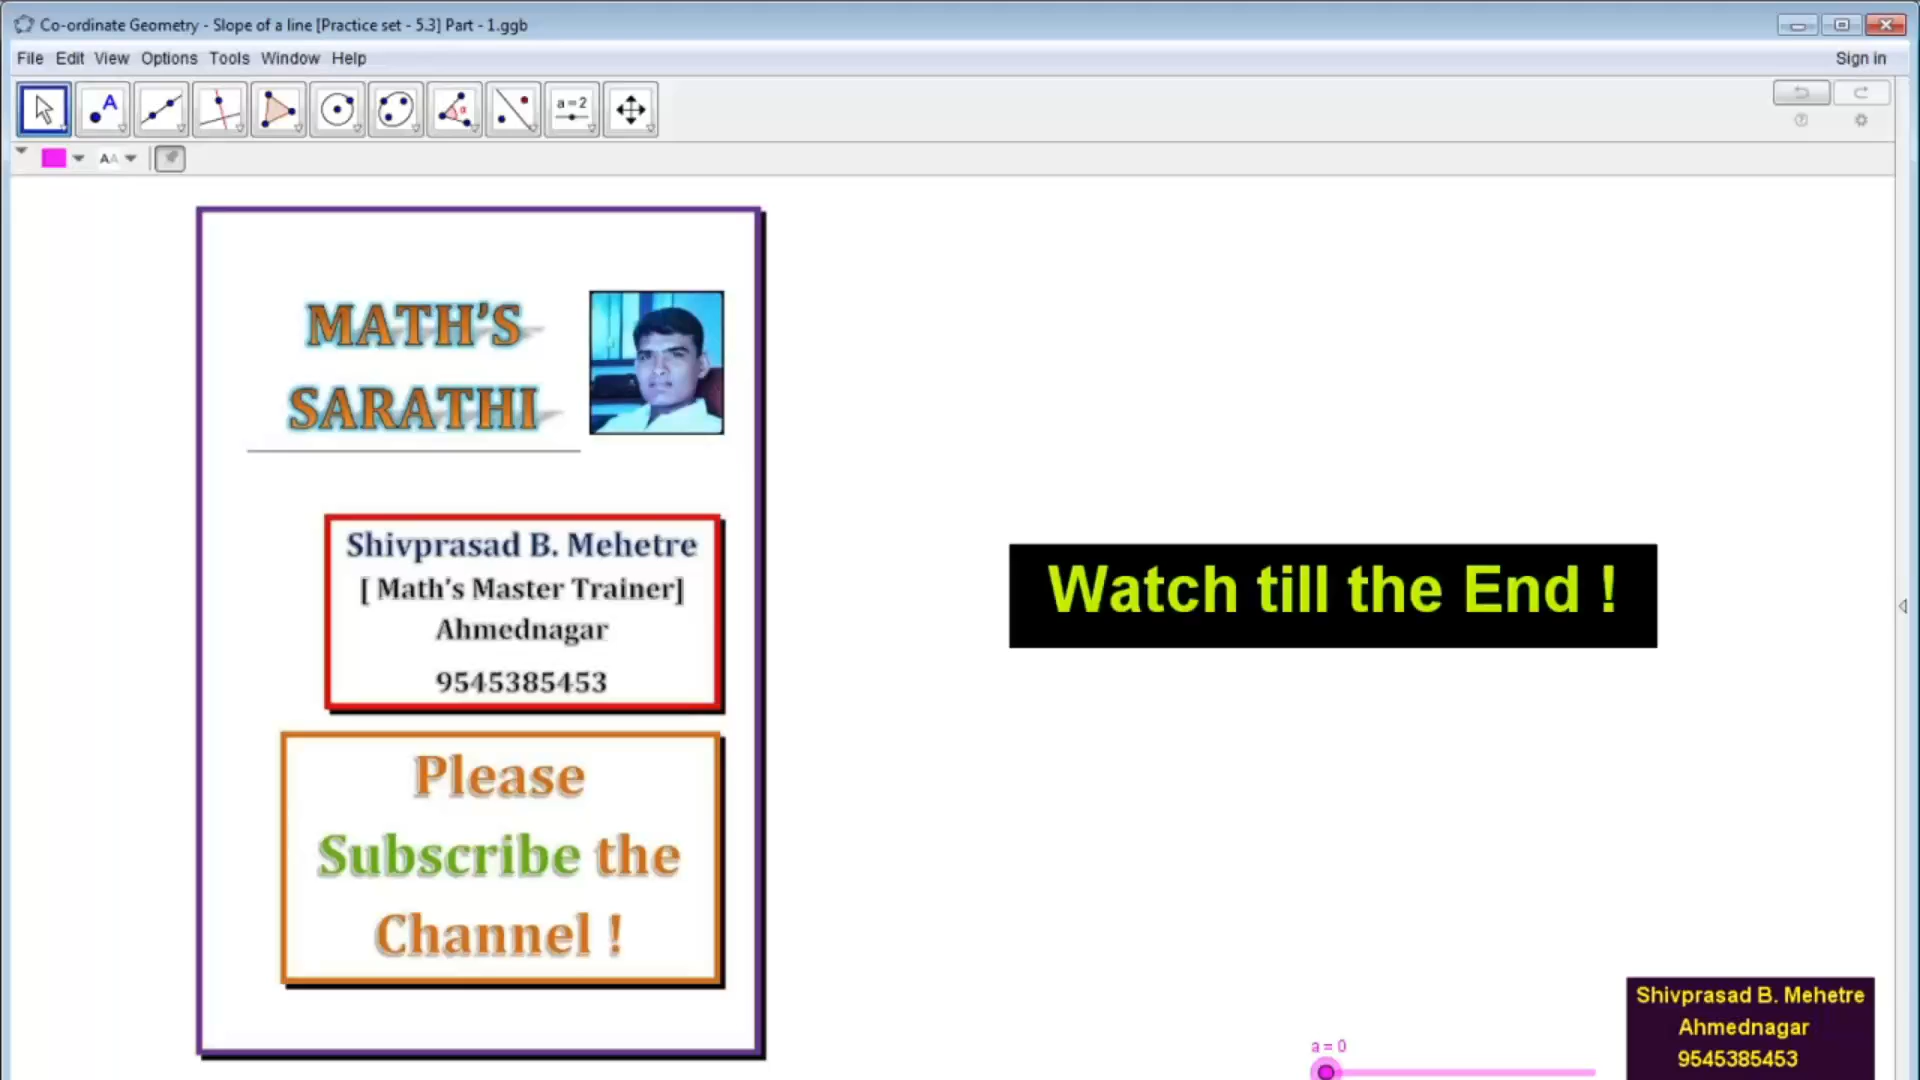 Co-ordinate Geometry - Slope of a line [Practice set - 5.3] Part - 1.ggb
File Edit View Options Tools Window Help
Sign in
A
α
a = 2
AA
MATH'S
SARATHI
Shivprasad B. Mehetre
[ Math's Master Trainer]
Ahmednagar
9545385453
Please
Subscribe the
Channel !
Watch till the End !
a = 0
Shivprasad B. Mehetre
Ahmednagar
9545385453